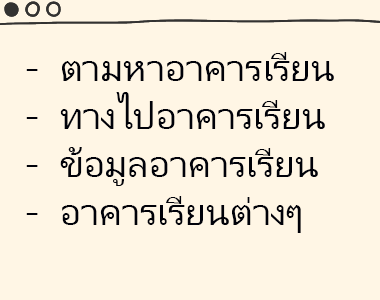 - ตามหาอาคารเรียน
- ทางไปอาคารเรียน
- ข้อมูลอาคารเรียน
- อาคารเรียนต่างๆ